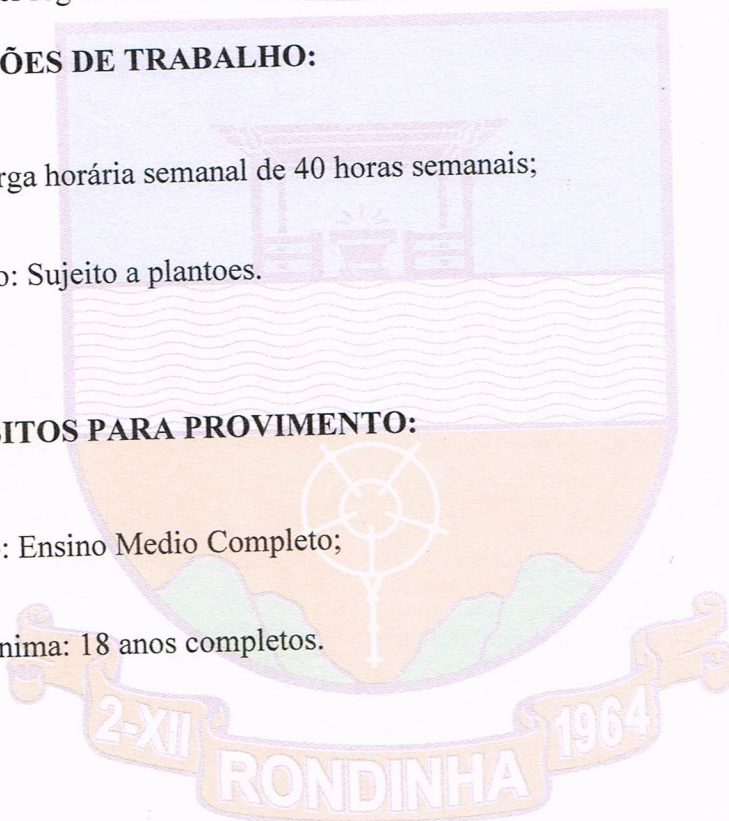 ÕES DE TRABALHO:
rga horária semanal de 40 horas semanais;
o: Sujeito a plantoes.
SITOS PARA PROVIMENTO:
: Ensino Medio Completo;
nima: 18 anos completos.
2-XII RONDINHA 1964